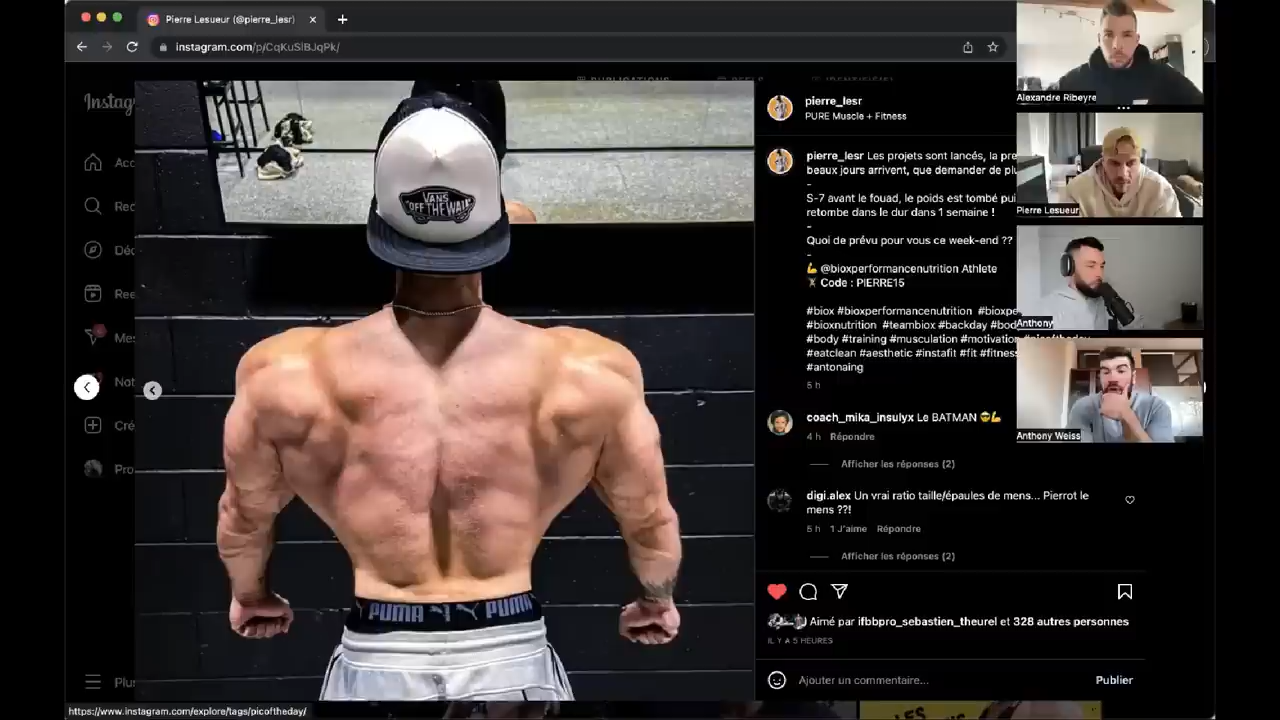 Pierre Lesueur (@pierre_lesr)
instagram.com/p/CqKuSlBJqPk/
Instag
PUBLICATIONS
Acc
Rec
Déc
Ree
Mes
Not
Cré
Pro
Plus
VANS
"OFF THE WALL"
PUMA PUMA
pierre_lesr
PURE Muscle + Fitness
pierre_lesr Les projets sont lancés, la pre
beaux jours arrivent, que demander de plu
-
S-7 avant le fouad, le poids est tombé pui
retombe dans le dur dans 1 semaine !
-
Quoi de prévu pour vous ce week-end ??
-
💪 @bioxperformancenutrition Athlete
🏋 Code : PIERRE15
#biox #bioxperformancenutrition #bioxpe
#bioxnutrition #teambiox #backday #bod
#body #training #musculation #motivation
#eatclean #aesthetic #instafit #fit #fitness
#antonaing
5 h
coach_mika_insulyx Le BATMAN 😎💪
4 h Répondre
Afficher les réponses (2)
digi.alex Un vrai ratio taille/épaules de mens... Pierrot le
mens ??!
5 h 1 J'aime Répondre
Afficher les réponses (2)
Aimé par ifbbpro_sebastien_theurel et 328 autres personnes
IL Y A 5 HEURES
Ajouter un commentaire...
Publier
Alexandre Ribeyre
Pierre Lesueur
Anthony
Anthony Weiss
https://www.instagram.com/explore/tags/picoftheday/